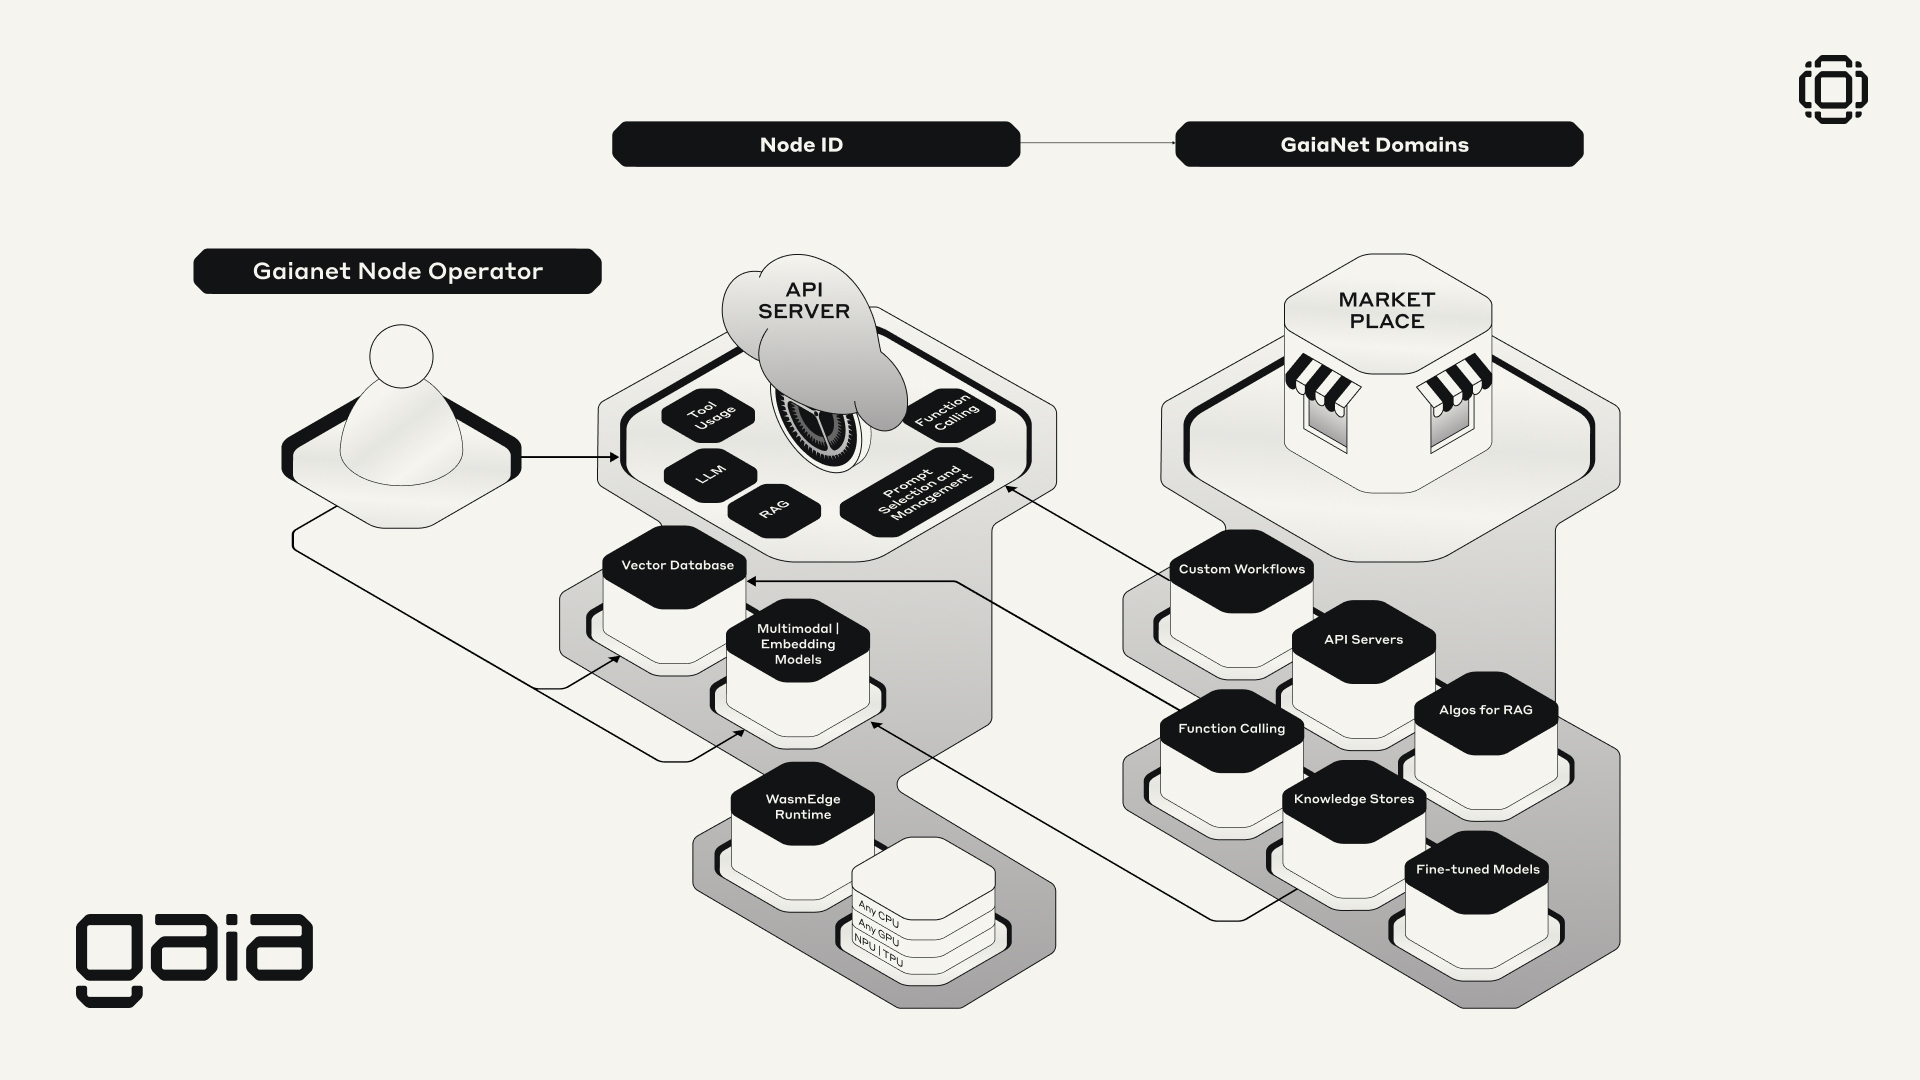 Node ID
GaiaNet Domains
Gaianet Node Operator
API
SERVER
MARKET
PLACE
Tool
Usage
Function
Calling
LLM
RAG
Prompt
Selection and
Management
Vector Database
Multimodal |
Embedding
Models
WasmEdge
Runtime
Any CPU
Any GPU
NPU | TPU
Custom Workflows
API Servers
Algos for RAG
Function Calling
Knowledge Stores
Fine-tuned Models
gaia